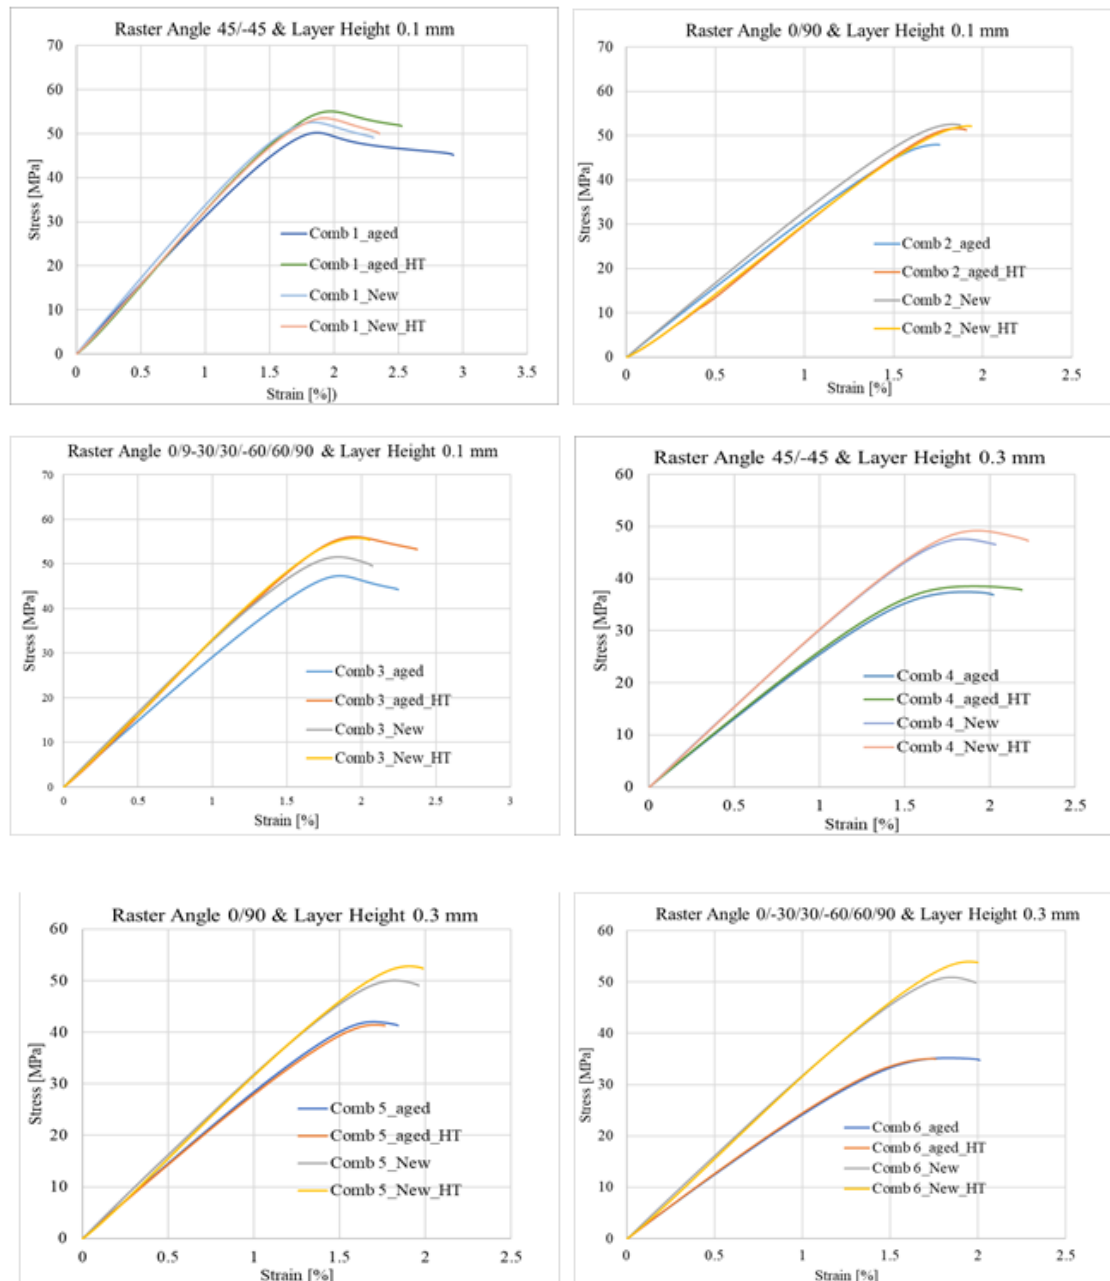 Raster Angle 45/-45 & Layer Height 0.1 mm
70
60
50
40
30
20
10
0
Stress [MPa]
Comb 1_aged
Comb 1_aged_HT
Comb 1_New
Comb 1_New_HT
0 0.5 1 1.5 2 2.5 3 3.5
Strain [%])
Raster Angle 0/90 & Layer Height 0.1 mm
70
60
50
40
30
20
10
0
Stress [MPa]
Comb 2_aged
Combo 2_aged_HT
Comb 2_New
Comb 2_New_HT
0 0.5 1 1.5 2 2.5
Strain [%]
Raster Angle 0/9-30/30/-60/60/90 & Layer Height 0.1 mm
70
60
50
40
30
20
10
0
Stress [MPa]
Comb 3_aged
Comb 3_aged_HT
Comb 3_New
Comb 3_New_HT
0 0.5 1 1.5 2 2.5 3
Strain [%]
Raster Angle 45/-45 & Layer Height 0.3 mm
60
50
40
30
20
10
0
Stress [MPa]
Comb 4_aged
Comb 4_aged_HT
Comb 4_New
Comb 4_New_HT
0 0.5 1 1.5 2 2.5
Strain [%]
Raster Angle 0/90 & Layer Height 0.3 mm
60
50
40
30
20
10
0
Stress [MPa]
Comb 5_aged
Comb 5_aged_HT
Comb 5_New
Comb 5_New_HT
0 0.5 1 1.5 2 2.5
Strain [%]
Raster Angle 0/-30/30/-60/60/90 & Layer Height 0.3 mm
60
50
40
30
20
10
0
Stress [MPa]
Comb 6_aged
Comb 6_aged_HT
Comb 6_New
Comb 6_New_HT
0 0.5 1 1.5 2 2.5
Strain [%]